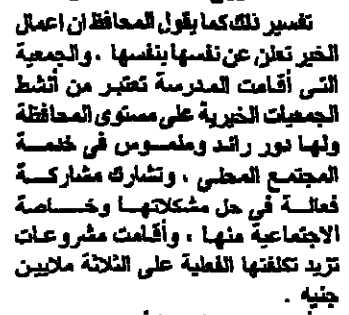 تفسير ذلك كما يقول المحافظ ان اعمال
الخير تعلن عن نفسها بنفسها ، والجمعية
التى أقامت المدرسة تعتبر من أنشط
الجمعيات الخيرية على مستوى المحافظة
ولها دور رائد وملموس فى خدمة
المجتمع المحلى ، وتشارك مشاركة
فعالة فى حل مشكلاتها وخاصة
الاجتماعية منها ، وأقامت مشروعات
تزيد تكلفتها الفعلية على الثلاثة ملايين
جنيه .